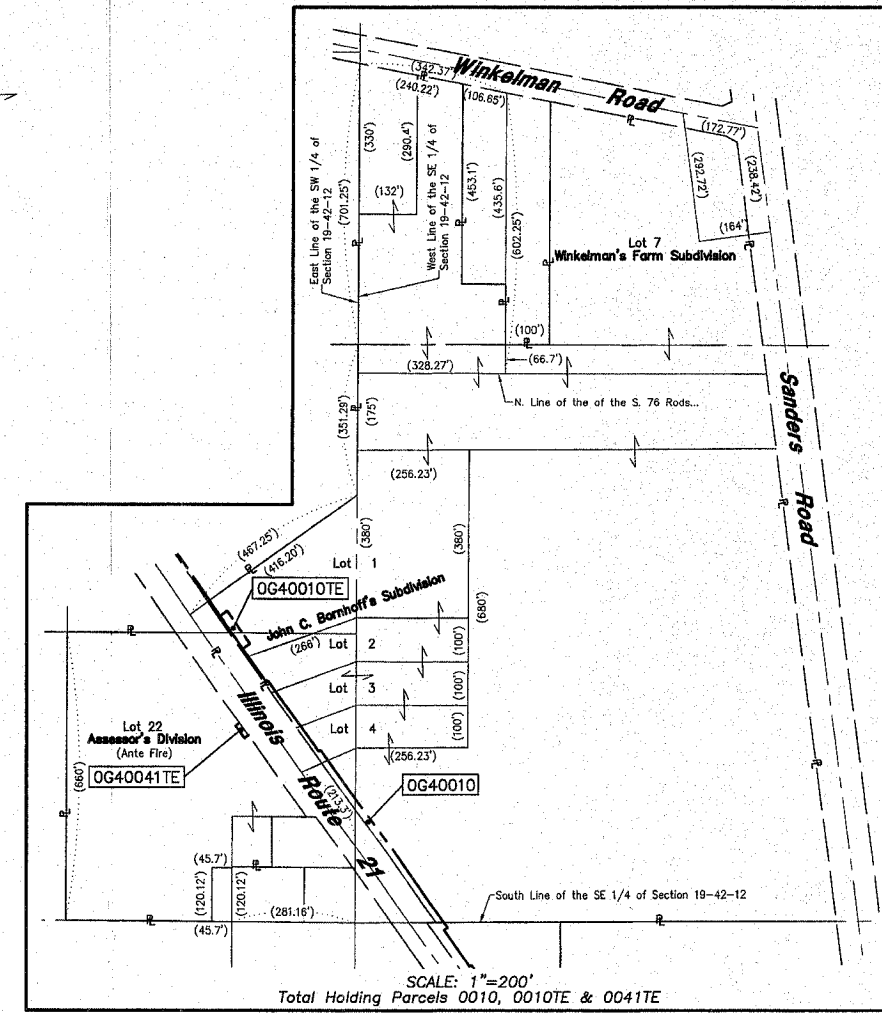 Winkelman Road
(342.37')
(240.22')
(106.65')
(172.77')
(330')
(290.4')
(132')
(701.25')
East Line of the SW 1/4 of
Section 19-42-12
West Line of the SE 1/4 of
Section 19-42-12
(453.1')
(435.6')
(602.25')
(292.72')
(238.42')
(164')
Lot 7
Winkelman's Farm Subdivision
(100')
(66.7')
(328.27')
N. Line of the of the S. 76 Rods...
(351.29')
(175')
(256.23')
Sanders Road
(467.25')
(416.20')
(380')
(380')
(680')
Lot 1
0G40010TE
John C. Bornhoff's Subdivision
(266')
Lot 2
(100')
Lot 3
(100')
Lot 4
(100')
(256.23')
Illinois Route 21
(213.3')
Lot 22
Assessor's Division
(Ante Fire)
0G40041TE
0G40010
(660')
(45.7')
(120.12')
(120.12')
(281.16')
(45.7')
South Line of the SE 1/4 of Section 19-42-12
SCALE: 1"=200'
Total Holding Parcels 0010, 0010TE & 0041TE